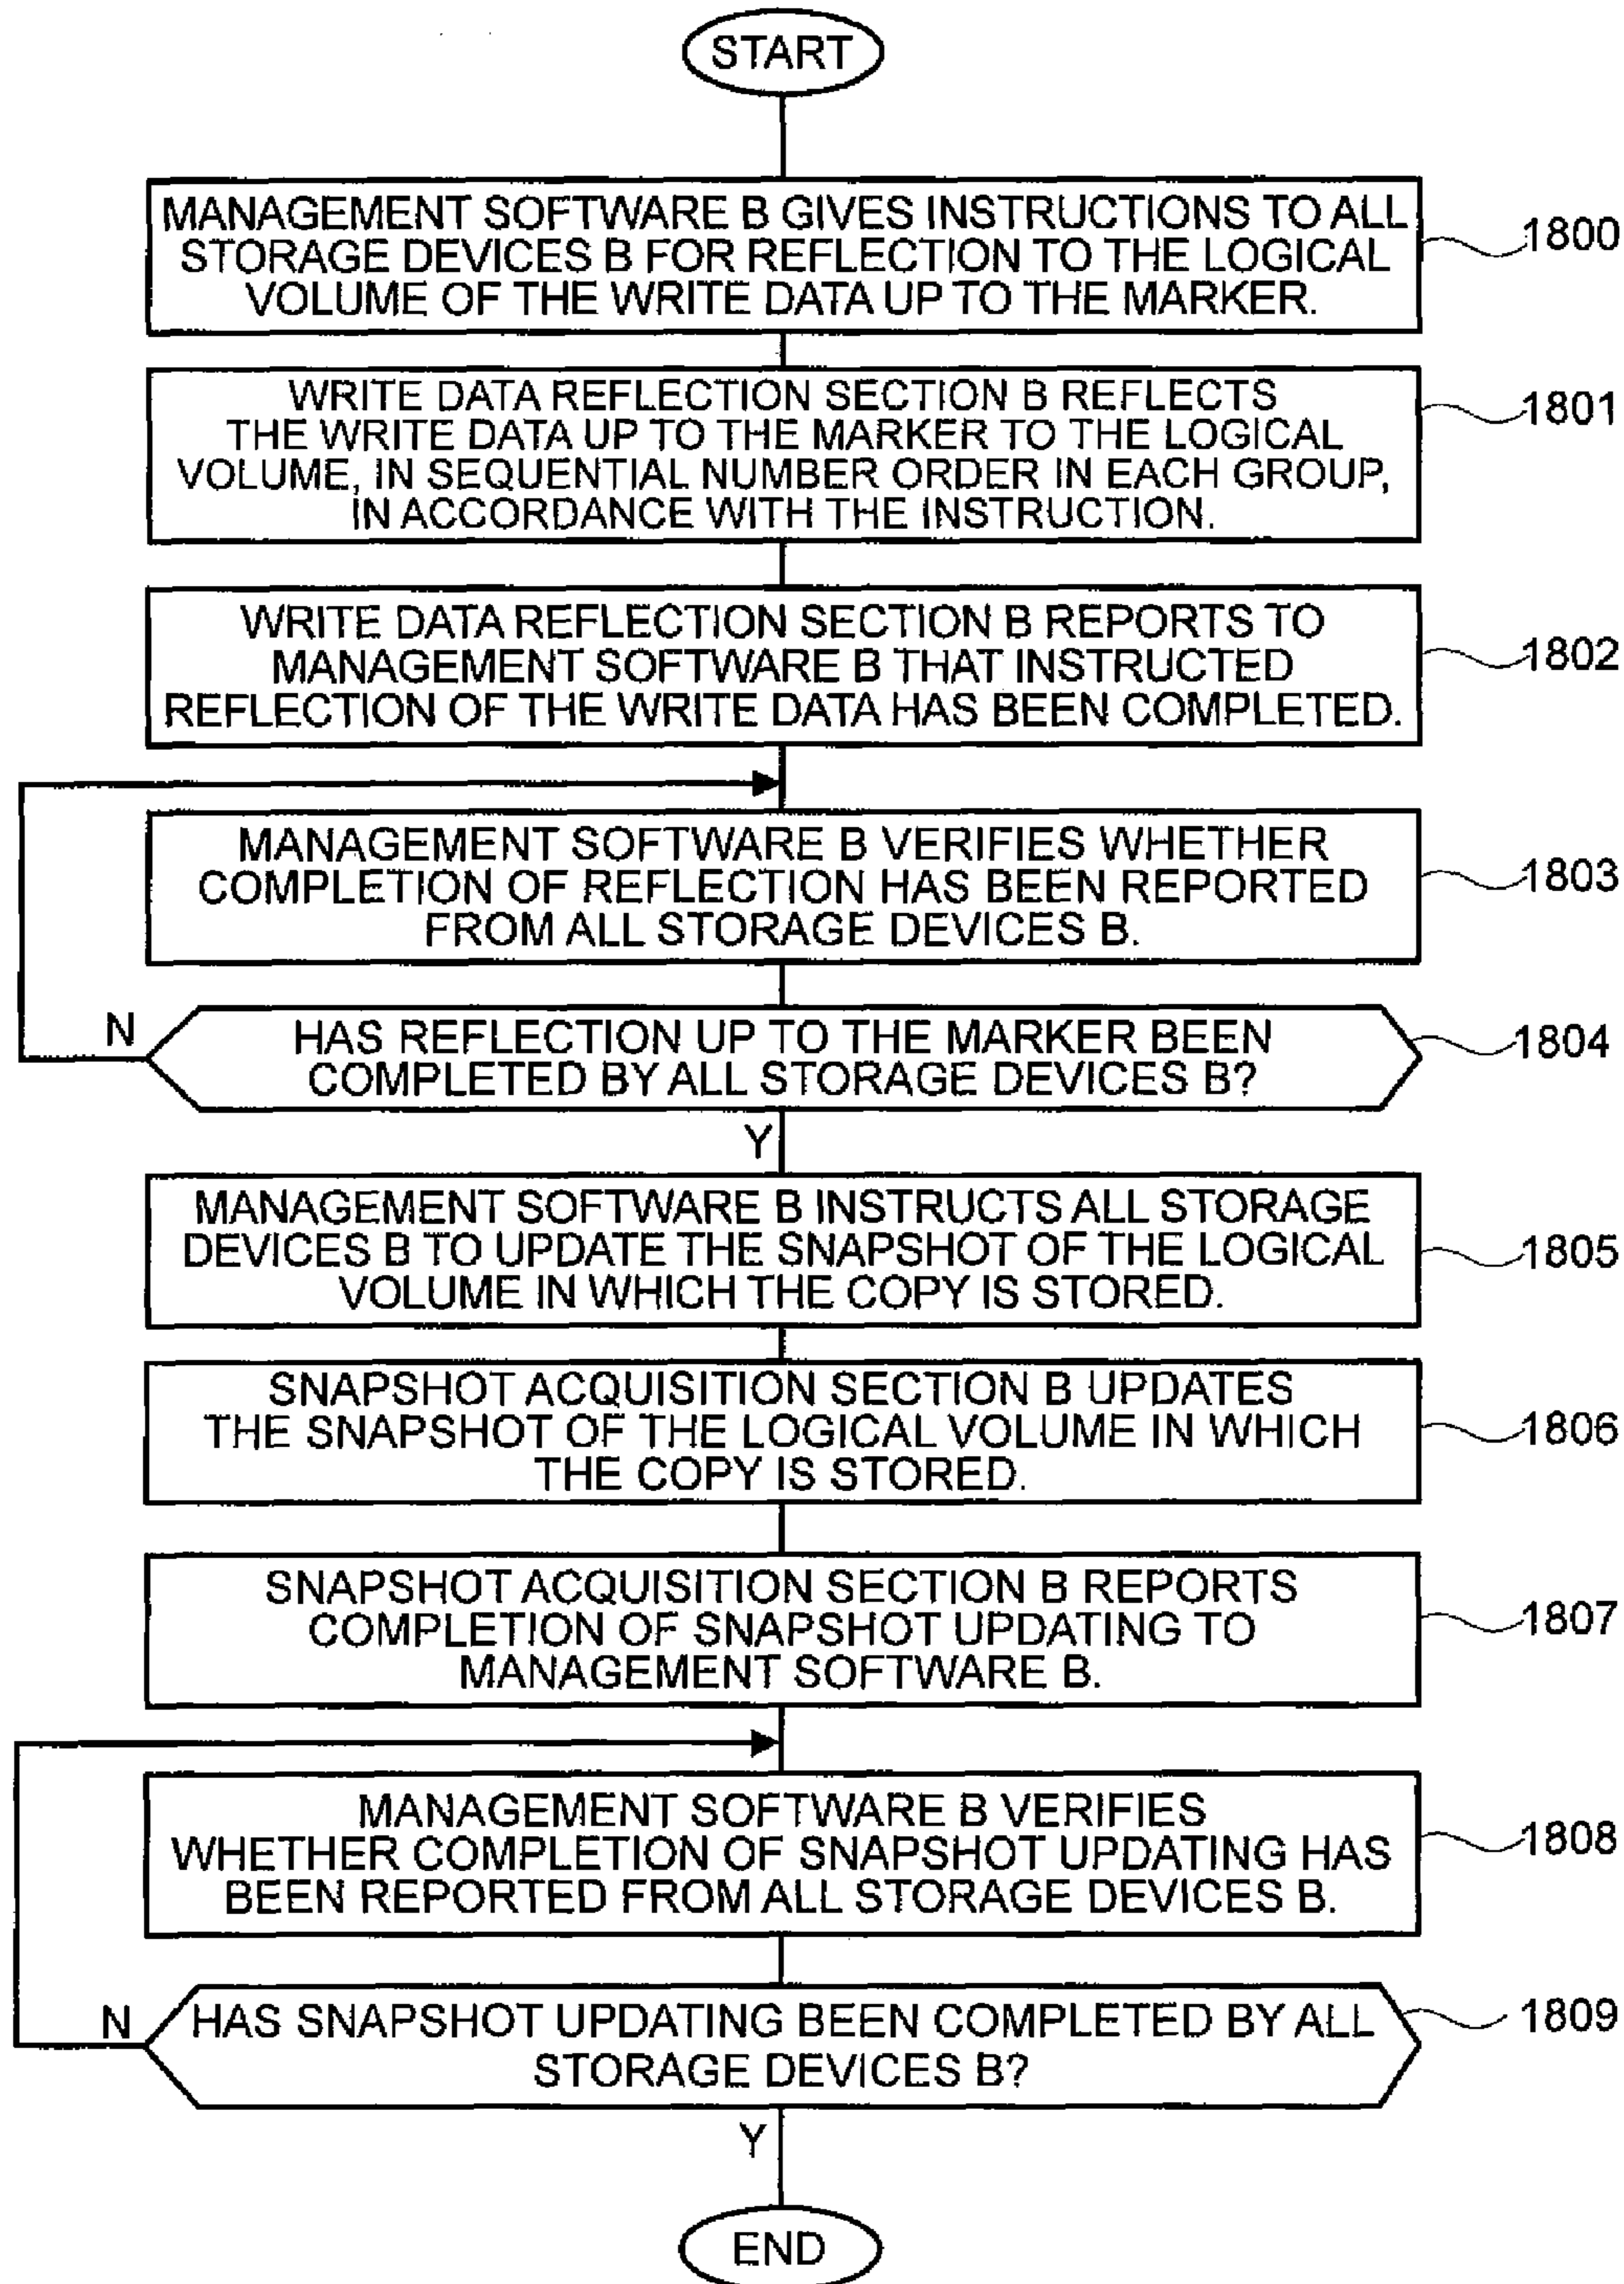 START
MANAGEMENT SOFTWARE B GIVES INSTRUCTIONS TO ALL
STORAGE DEVICES B FOR REFLECTION TO THE LOGICAL
VOLUME OF THE WRITE DATA UP TO THE MARKER.
1800
WRITE DATA REFLECTION SECTION B REFLECTS
THE WRITE DATA UP TO THE MARKER TO THE LOGICAL
VOLUME, IN SEQUENTIAL NUMBER ORDER IN EACH GROUP,
IN ACCORDANCE WITH THE INSTRUCTION.
1801
WRITE DATA REFLECTION SECTION B REPORTS TO
MANAGEMENT SOFTWARE B THAT INSTRUCTED
REFLECTION OF THE WRITE DATA HAS BEEN COMPLETED.
1802
MANAGEMENT SOFTWARE B VERIFIES WHETHER
COMPLETION OF REFLECTION HAS BEEN REPORTED
FROM ALL STORAGE DEVICES B.
1803
N
HAS REFLECTION UP TO THE MARKER BEEN
COMPLETED BY ALL STORAGE DEVICES B?
1804
Y
MANAGEMENT SOFTWARE B INSTRUCTS ALL STORAGE
DEVICES B TO UPDATE THE SNAPSHOT OF THE LOGICAL
VOLUME IN WHICH THE COPY IS STORED.
1805
SNAPSHOT ACQUISITION SECTION B UPDATES
THE SNAPSHOT OF THE LOGICAL VOLUME IN WHICH
THE COPY IS STORED.
1806
SNAPSHOT ACQUISITION SECTION B REPORTS
COMPLETION OF SNAPSHOT UPDATING TO
MANAGEMENT SOFTWARE B.
1807
MANAGEMENT SOFTWARE B VERIFIES
WHETHER COMPLETION OF SNAPSHOT UPDATING HAS
BEEN REPORTED FROM ALL STORAGE DEVICES B.
1808
N
HAS SNAPSHOT UPDATING BEEN COMPLETED BY ALL
STORAGE DEVICES B?
1809
Y
END